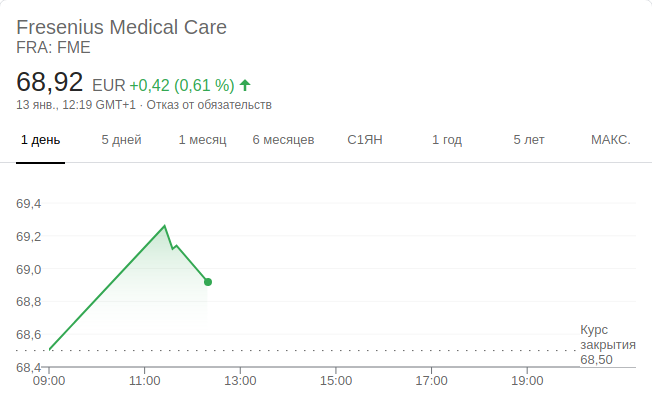 Fresenius Medical Care
FRA: FME
68,92 EUR +0,42 (0,61 %)
13 янв., 12:19 GMT+1 · Отказ от обязательств
1 день 5 дней 1 месяц 6 месяцев С1ЯН 1 год 5 лет МАКС.
69,4
69,2
69,0
68,8
68,6
68,4
Курс
закрытия
68,50
09:00 11:00 13:00 15:00 17:00 19:00